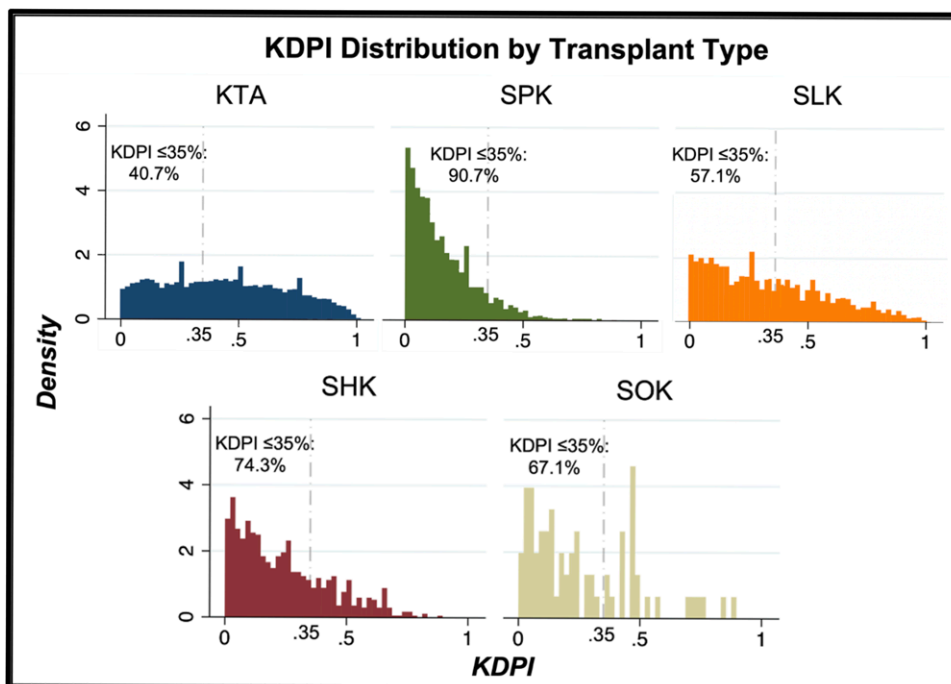 KDPI Distribution by Transplant Type
KTA
SPK
SLK
6
4
2
0
Density
KDPI ≤35%:
40.7%
KDPI ≤35%:
90.7%
KDPI ≤35%:
57.1%
0 .35 .5 1
0 .35 .5 1
0 .35 .5 1
SHK
SOK
6
4
2
0
KDPI ≤35%:
74.3%
KDPI ≤35%:
67.1%
0 .35 .5 1
0 .35 .5 1
KDPI